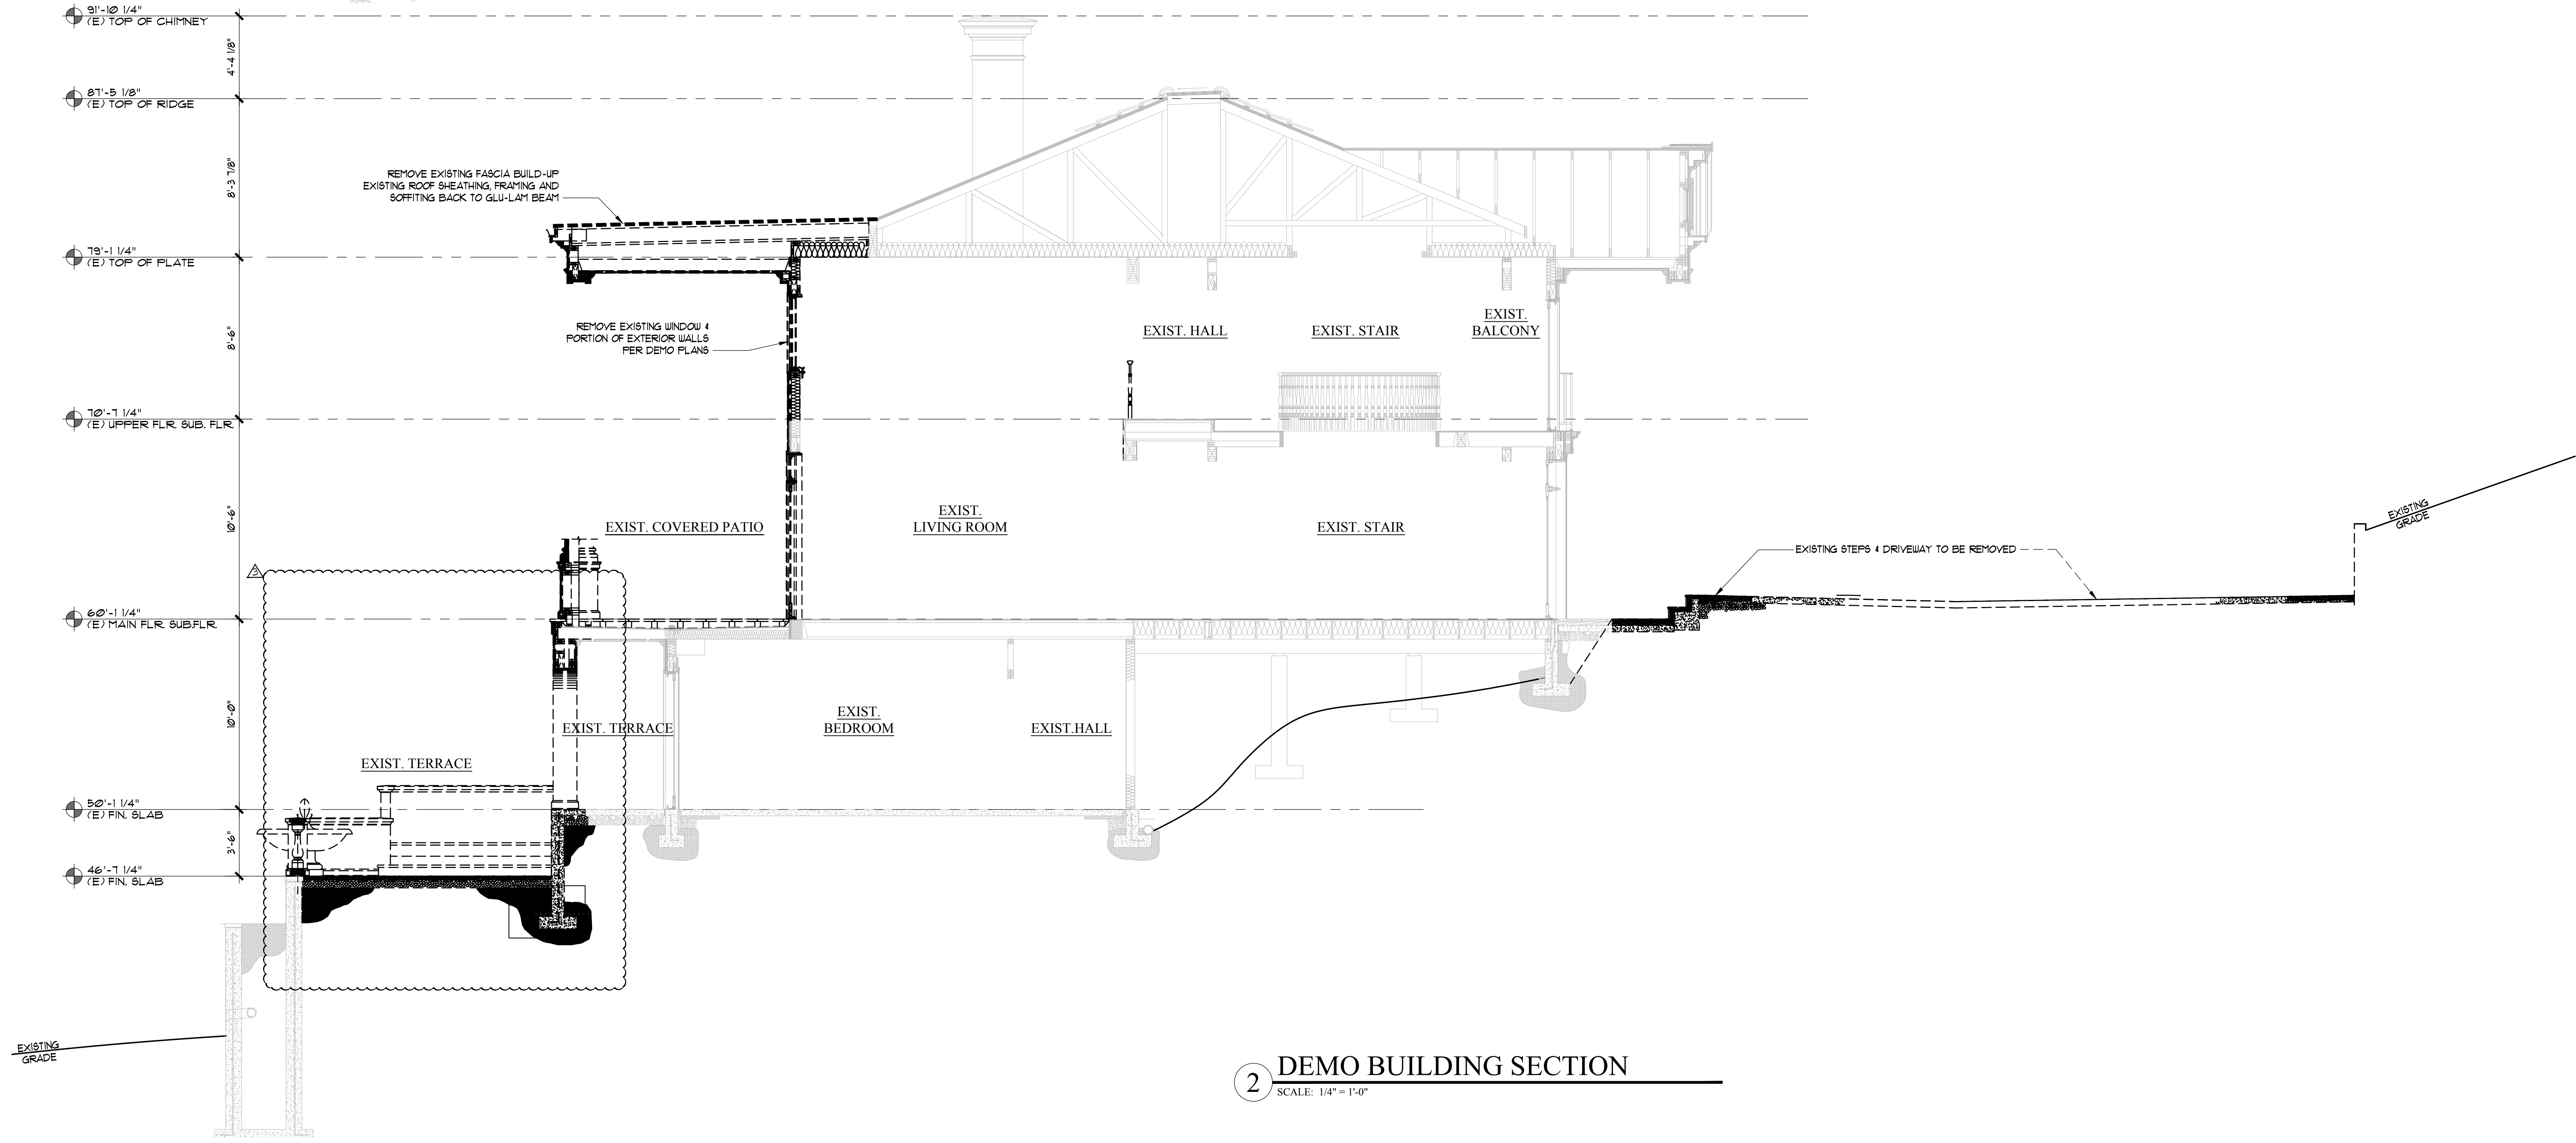 91'-10 1/4"
(E) TOP OF CHIMNEY
4'-4 1/8"
87'-5 1/8"
(E) TOP OF RIDGE
8'-3 7/8"
REMOVE EXISTING FASCIA BUILD-UP
EXISTING ROOF SHEATHING, FRAMING AND
SOFFITING BACK TO GLU-LAM BEAM
79'-1 1/4"
(E) TOP OF PLATE
8'-6"
REMOVE EXISTING WINDOW &
PORTION OF EXTERIOR WALLS
PER DEMO PLANS
EXIST. HALL
EXIST. STAIR
EXIST.
BALCONY
70'-7 1/4"
(E) UPPER FLR. SUB. FLR.
10'-6"
EXIST. COVERED PATIO
EXIST.
LIVING ROOM
EXIST. STAIR
EXISTING
GRADE
EXISTING STEPS & DRIVEWAY TO BE REMOVED
3
60'-1 1/4"
(E) MAIN FLR. SUB.FLR.
10'-0"
EXIST. TERRACE
EXIST. TERRACE
EXIST.
BEDROOM
EXIST.HALL
50'-1 1/4"
(E) FIN. SLAB
3'-6"
46'-7 1/4"
(E) FIN. SLAB
EXISTING
GRADE
2
DEMO BUILDING SECTION
SCALE: 1/4" = 1'-0"